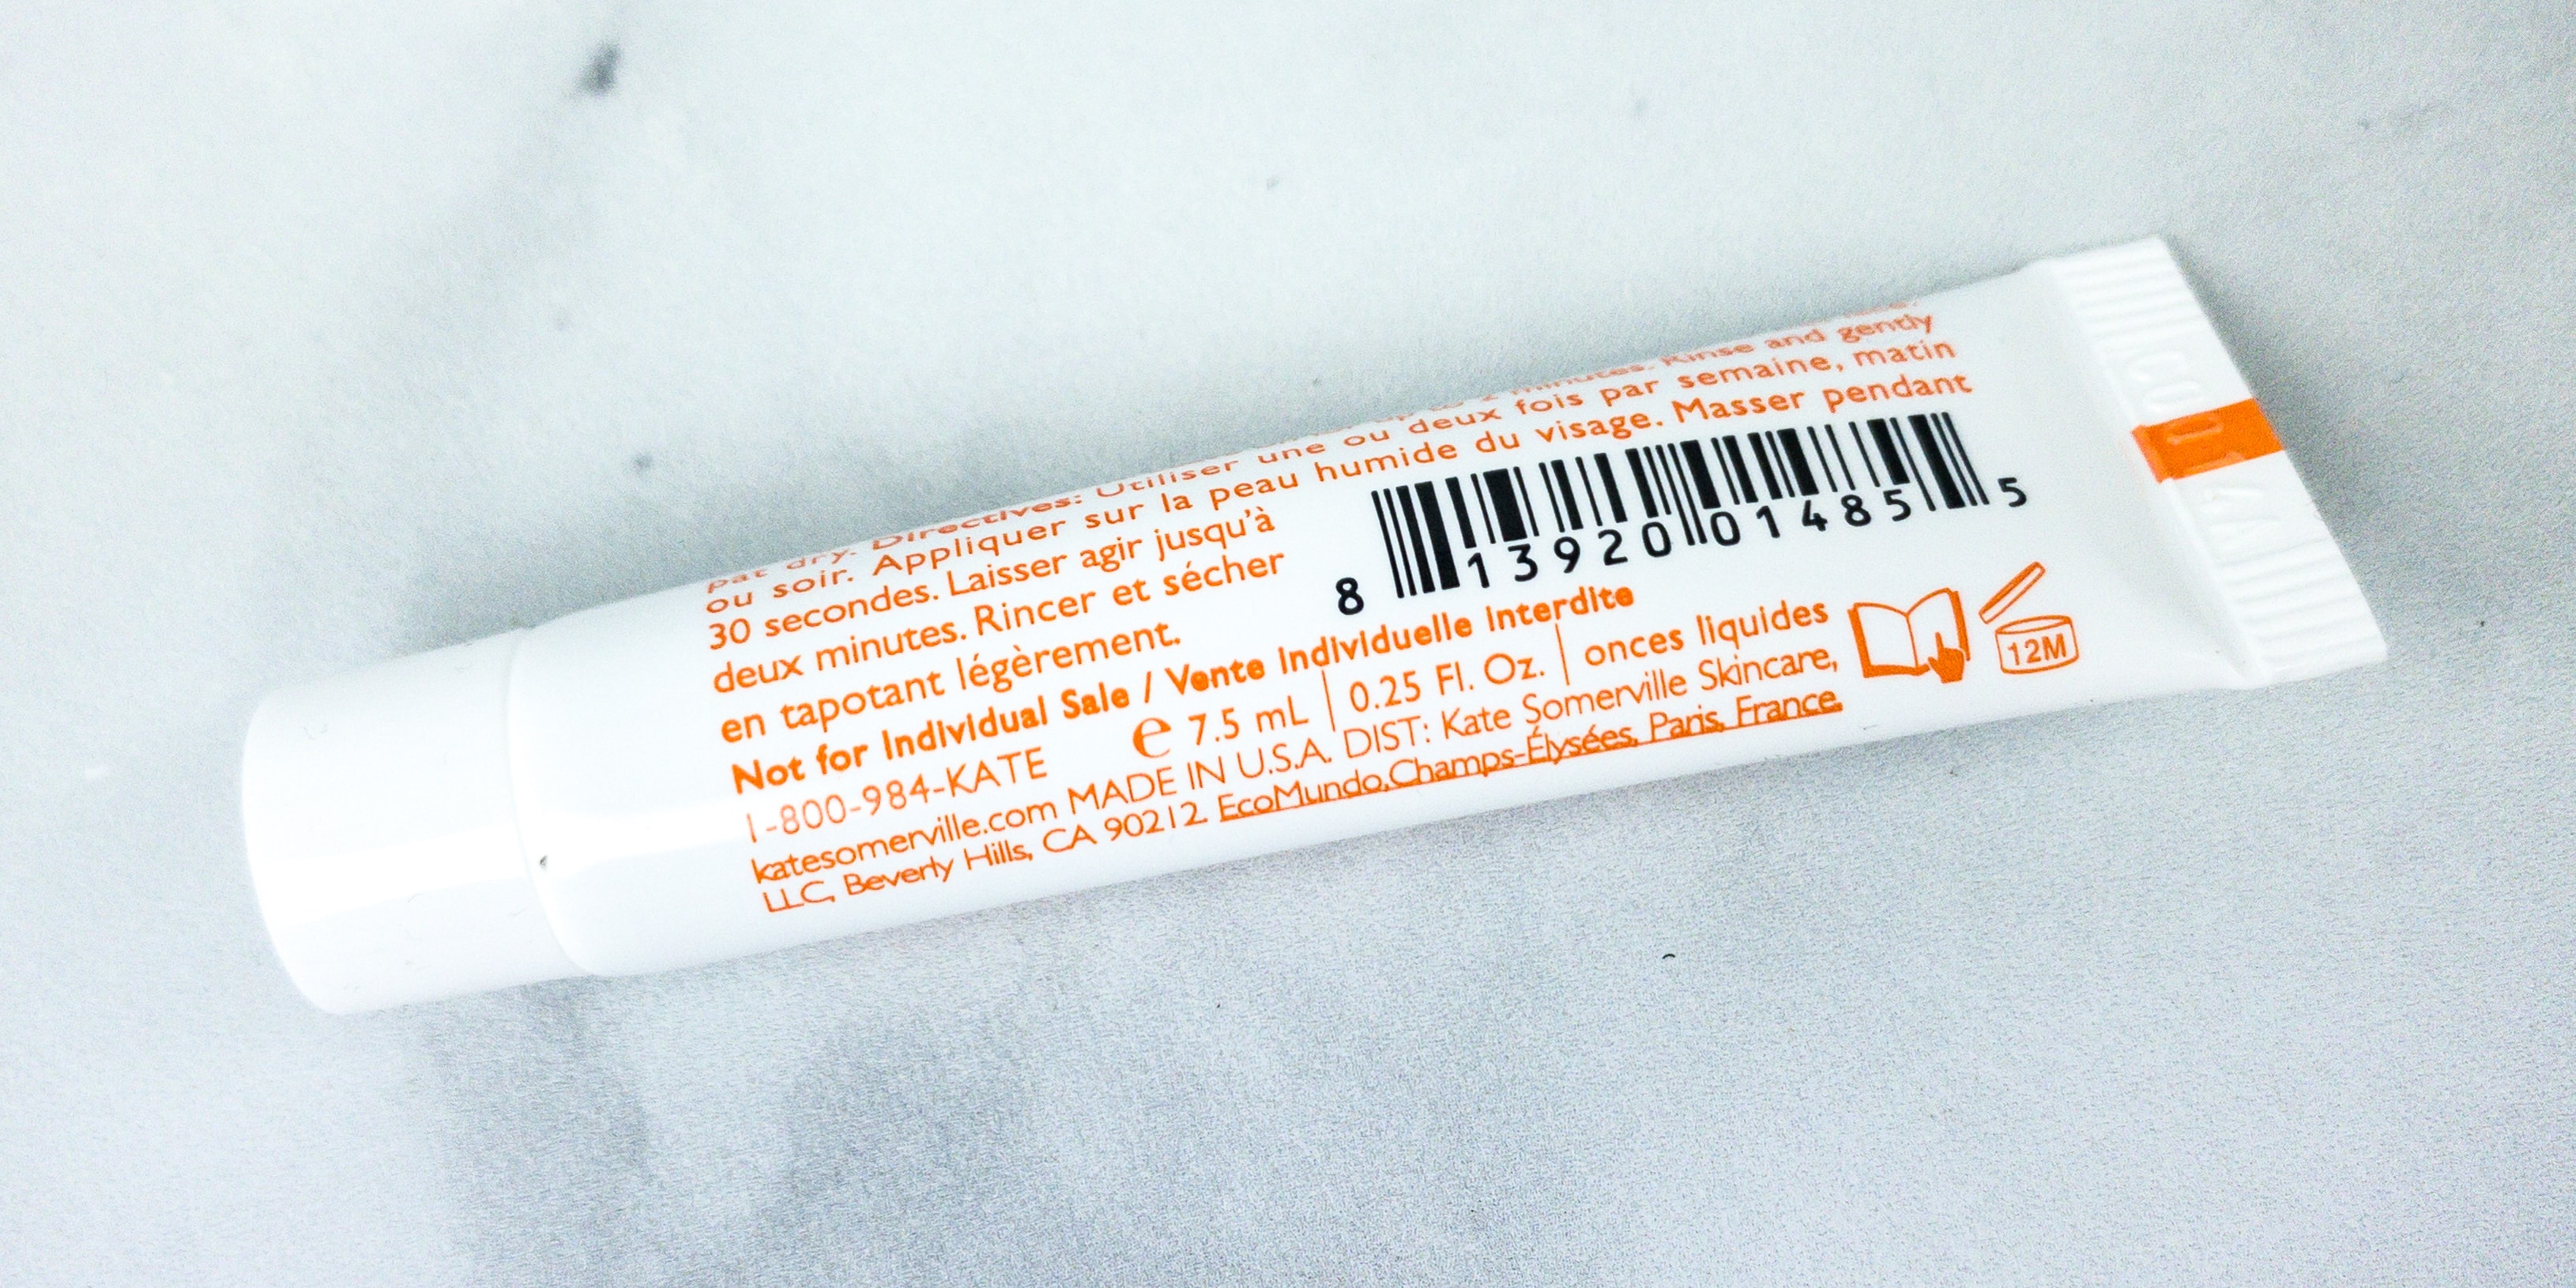 minutes. Rinse and gently
pat dry. Directives: Utiliser une ou deux fois par semaine, matin
ou soir. Appliquer sur la peau humide du visage. Masser pendant
30 secondes. Laisser agir jusqu'à
deux minutes. Rincer et sécher
en tapotant légèrement.
8 13920 01485 5
Not for Individual Sale / Vente individuelle interdite
1-800-984-KATE e 7.5 mL | 0.25 Fl. Oz. | onces liquides
katesomerville.com MADE IN U.S.A. DIST: Kate Somerville Skincare,
LLC, Beverly Hills, CA 90212. EcoMundo,Champs-Élysées, Paris, France.
12M